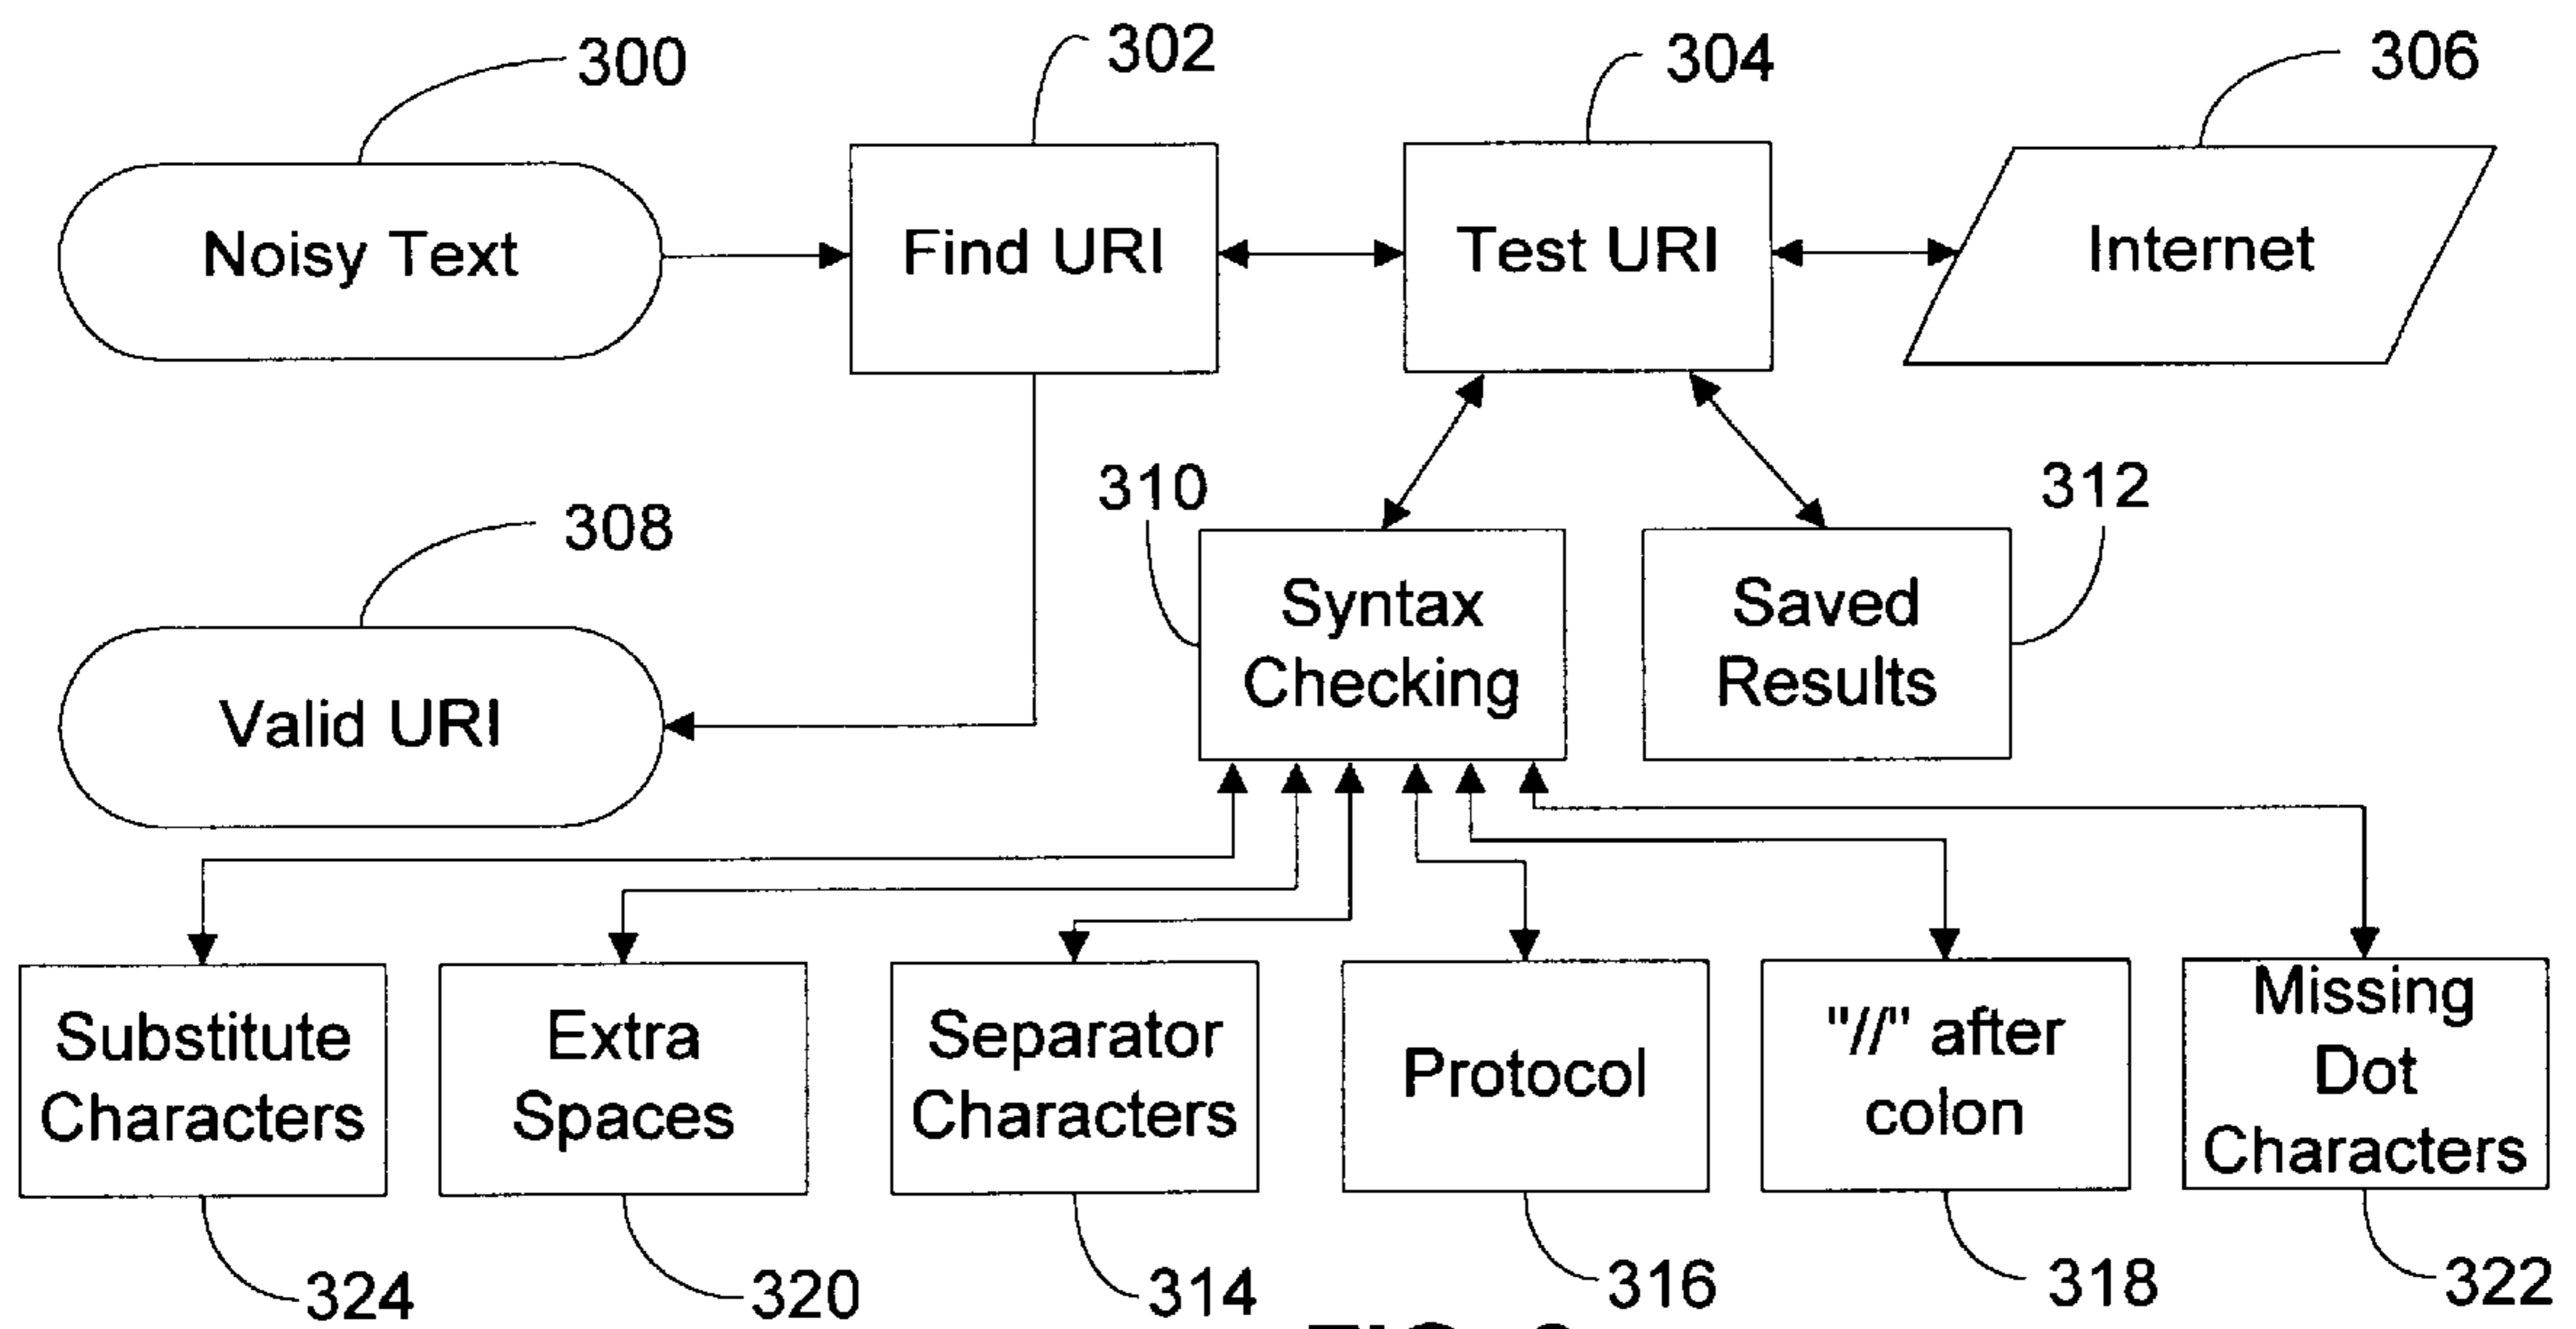 300
302
304
306
Noisy Text
Find URI
Test URI
Internet
308
310
312
Valid URI
Syntax
Checking
Saved
Results
Substitute
Characters
Extra
Spaces
Separator
Characters
Protocol
"//" after
colon
Missing
Dot
Characters
324
320
314
316
318
322